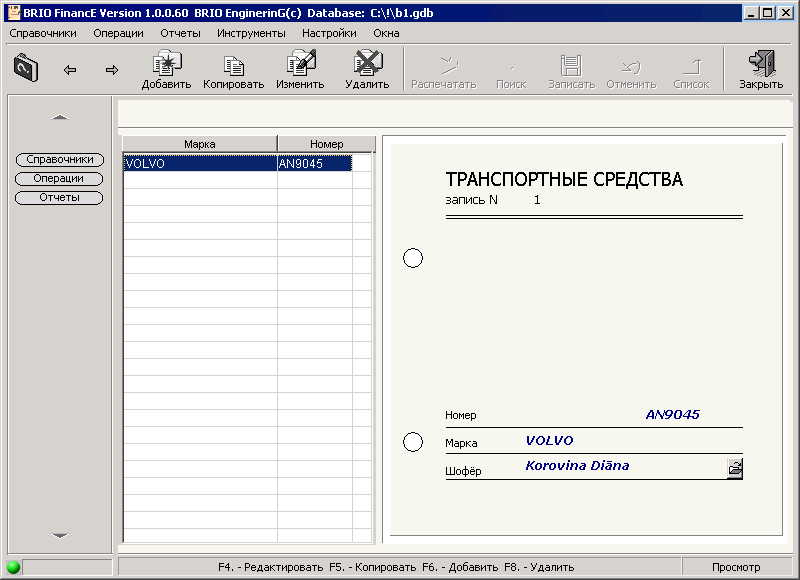 BRIO FinancE Version 1.0.0.60 BRIO EnginerinG(c) Database: C:\!\b1.gdb
Справочники Операции Отчеты Инструменты Настройки Окна
Добавить Копировать Изменить Удалить Распечатать Поиск Записать Отменить Список Закрыть
Справочники
Операции
Отчеты
Марка Номер
VOLVO AN9045
ТРАНСПОРТНЫЕ СРЕДСТВА
запись N 1
Номер AN9045
Марка VOLVO
Шофёр Korovina Diāna
F4. - Редактировать F5. - Копировать F6. - Добавить F8. - Удалить Просмотр